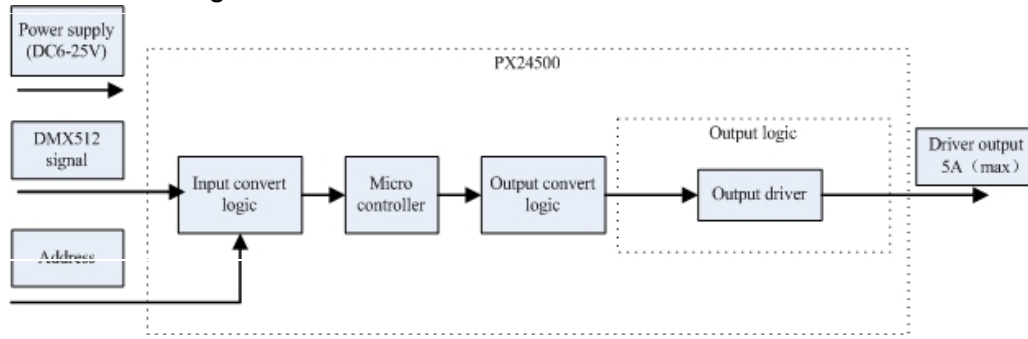 Power supply
(DC6-25V)
PX24500
DMX512
signal
Output logic
Driver output
5A（max）
Input convert
logic
Micro
controller
Output convert
logic
Output driver
Address